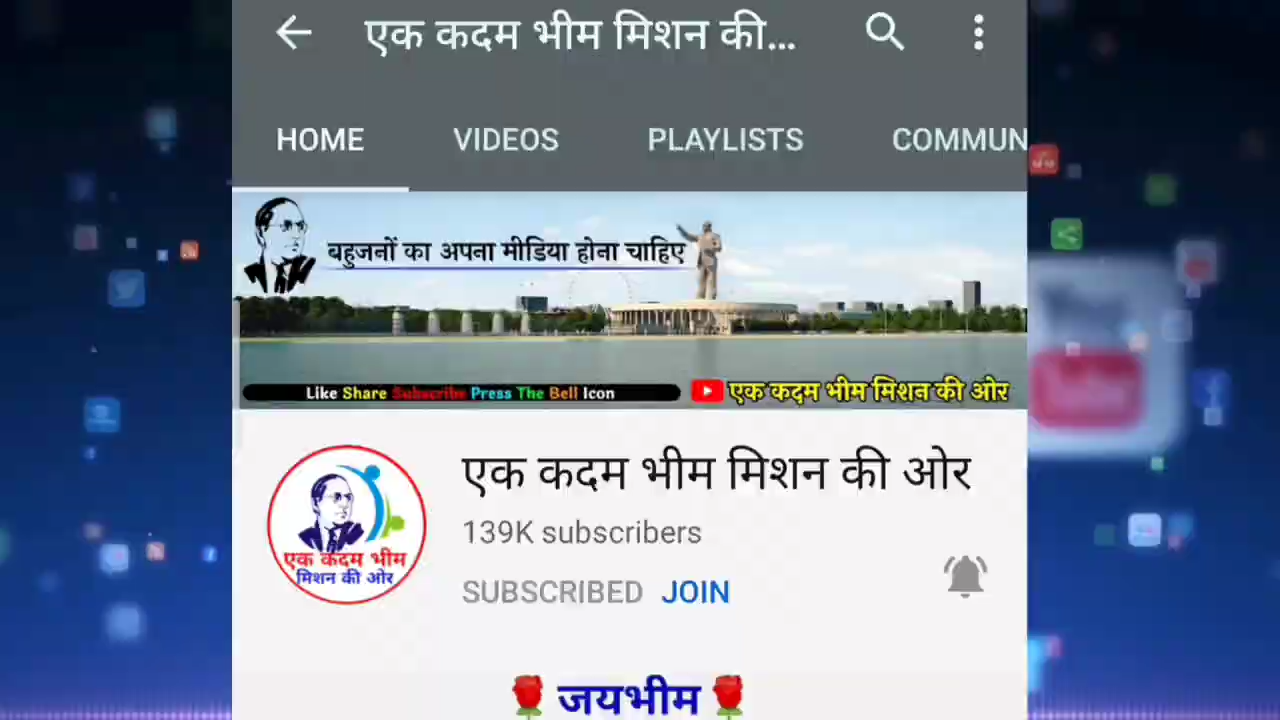 एक कदम भीम मिशन की...
HOME VIDEOS PLAYLISTS COMMUN
बहुजनों का अपना मीडिया होना चाहिए
Like Share Subscribe Press The Bell Icon
एक कदम भीम मिशन की ओर
एक कदम भीम मिशन की ओर
139K subscribers
एक कदम भीम
मिशन की ओर
SUBSCRIBED JOIN
🌹 जयभीम 🌹